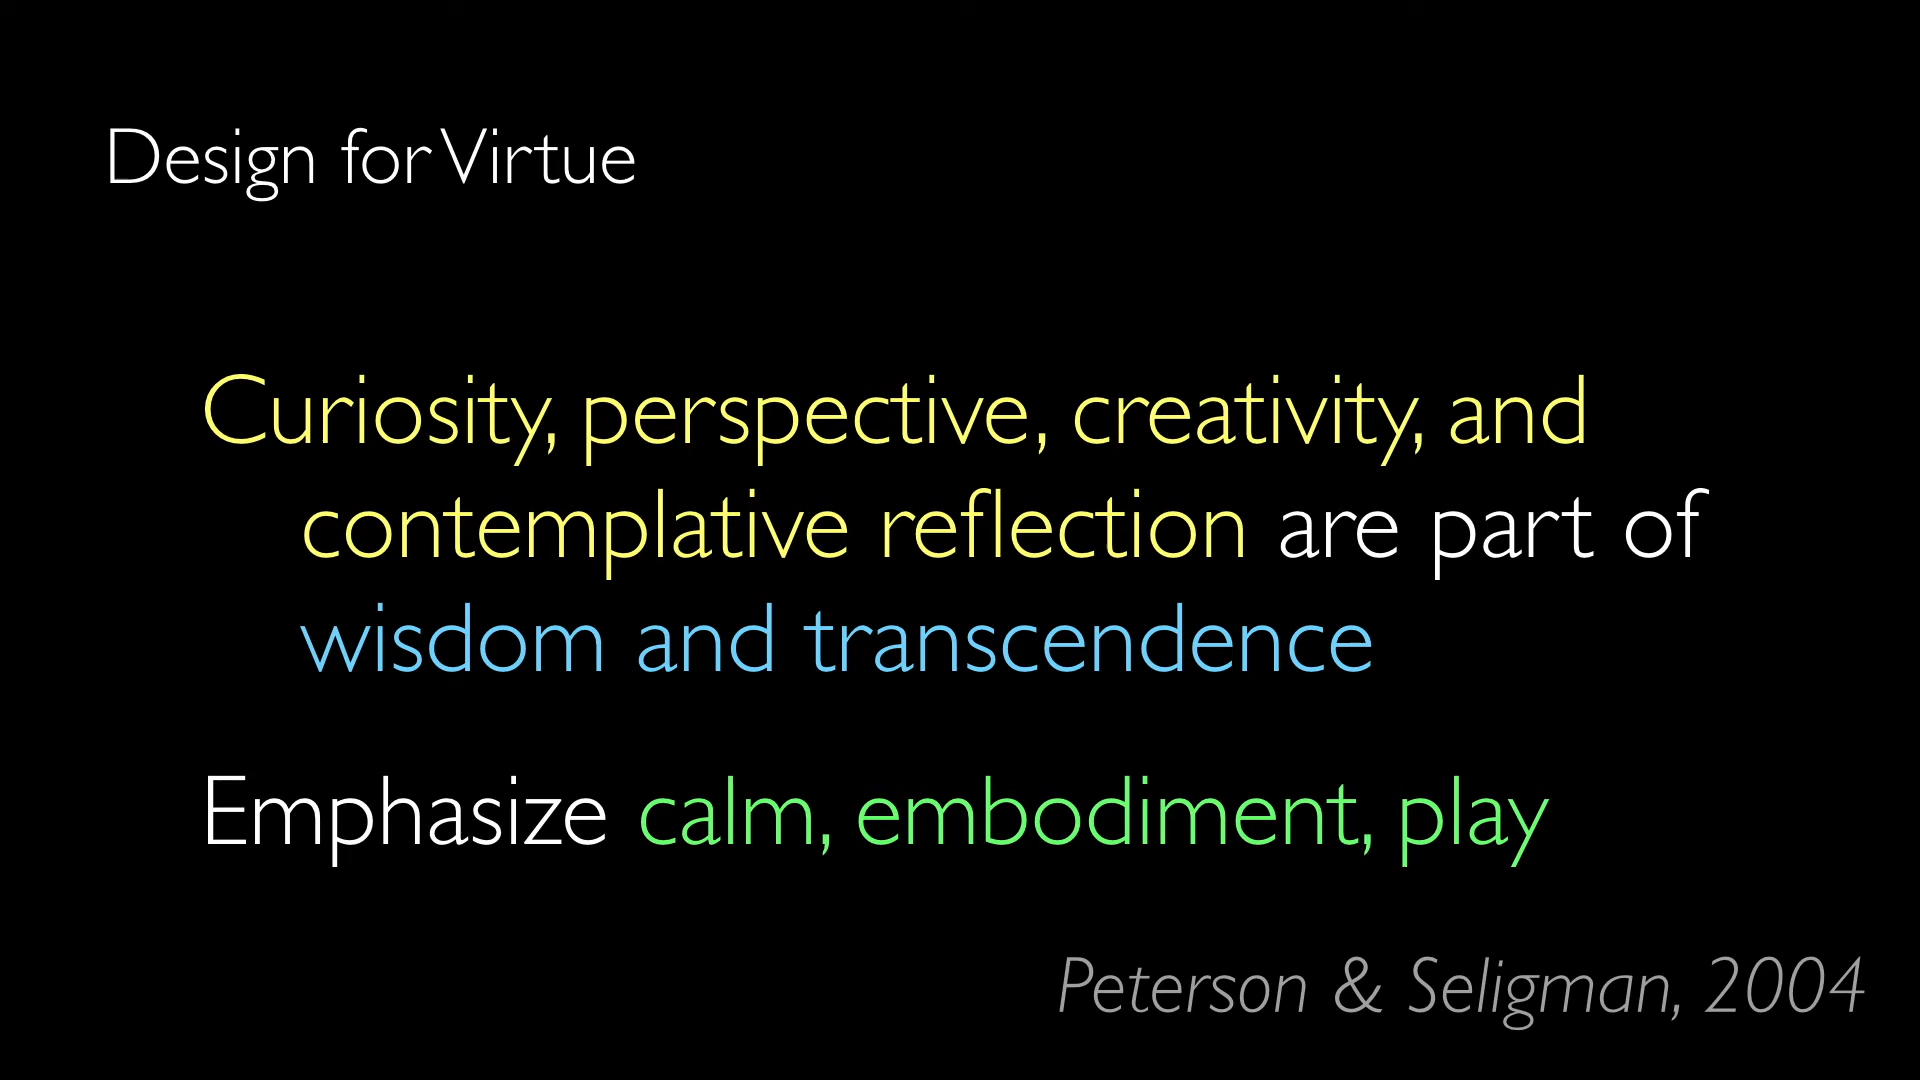 Design for Virtue
Curiosity, perspective, creativity, and
contemplative reflection are part of
wisdom and transcendence
Emphasize calm, embodiment, play
Peterson & Seligman, 2004